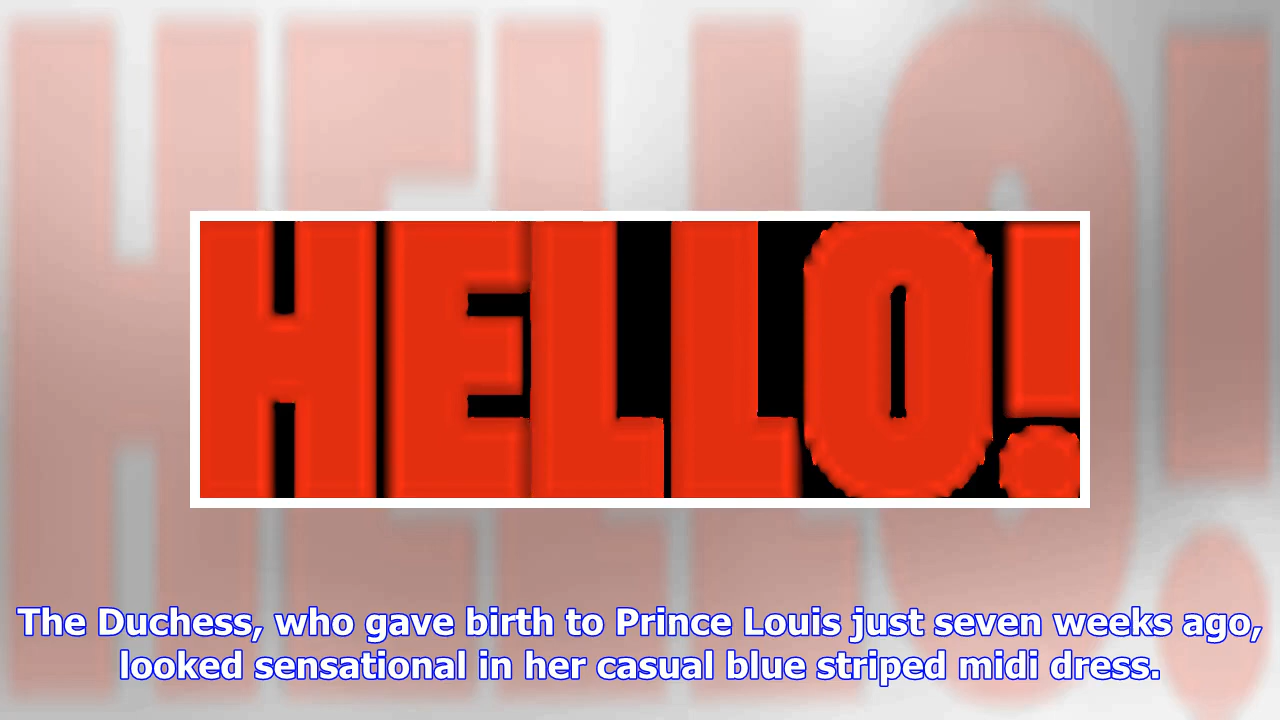 HELLO!
The Duchess, who gave birth to Prince Louis just seven weeks ago,
looked sensational in her casual blue striped midi dress.